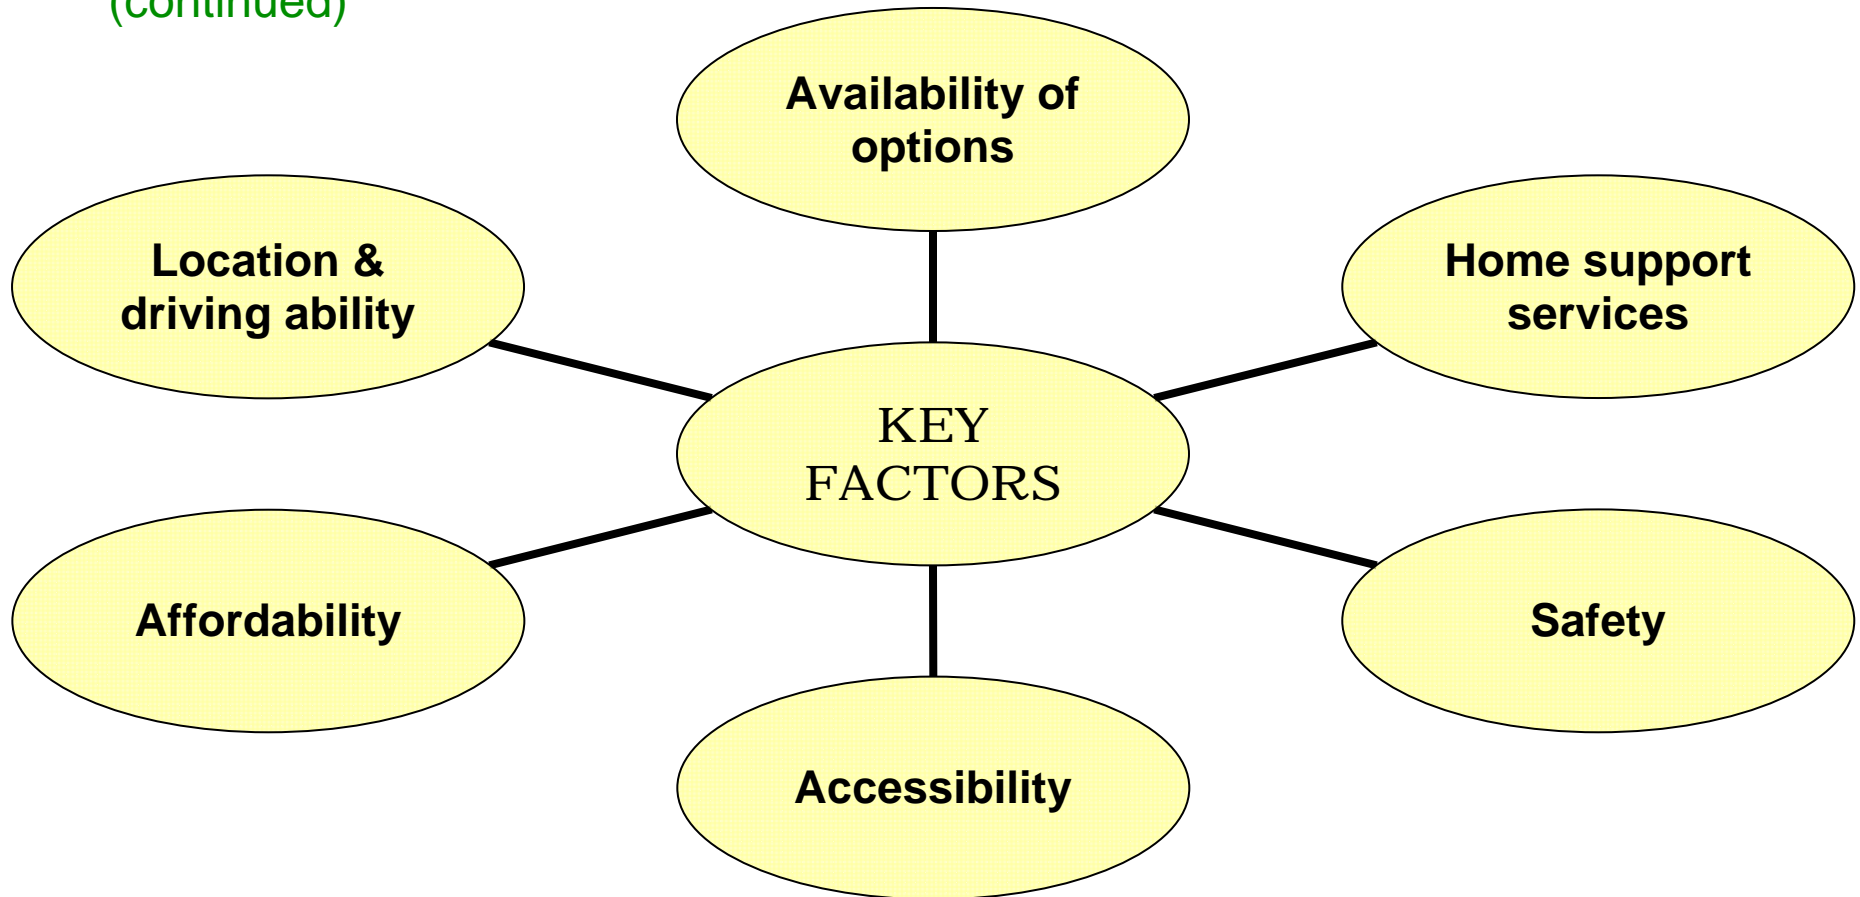 (continued)
Availability of
options
Location &
driving ability
Home support
services
KEY
FACTORS
Affordability
Safety
Accessibility